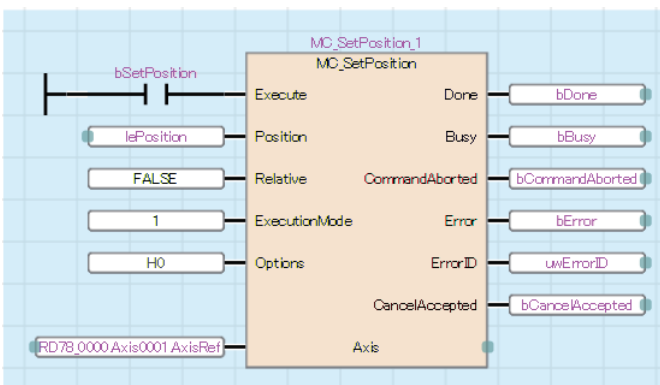 MC_SetPosition_1
MC_SetPosition
bSetPosition
Execute Done bDone
lePosition Position Busy bBusy
FALSE Relative CommandAborted bCommandAborted
1 ExecutionMode Error bError
H0 Options ErrorID uwErrorID
CancelAccepted bCancelAccepted
RD78_0000.Axis0001.AxisRef Axis